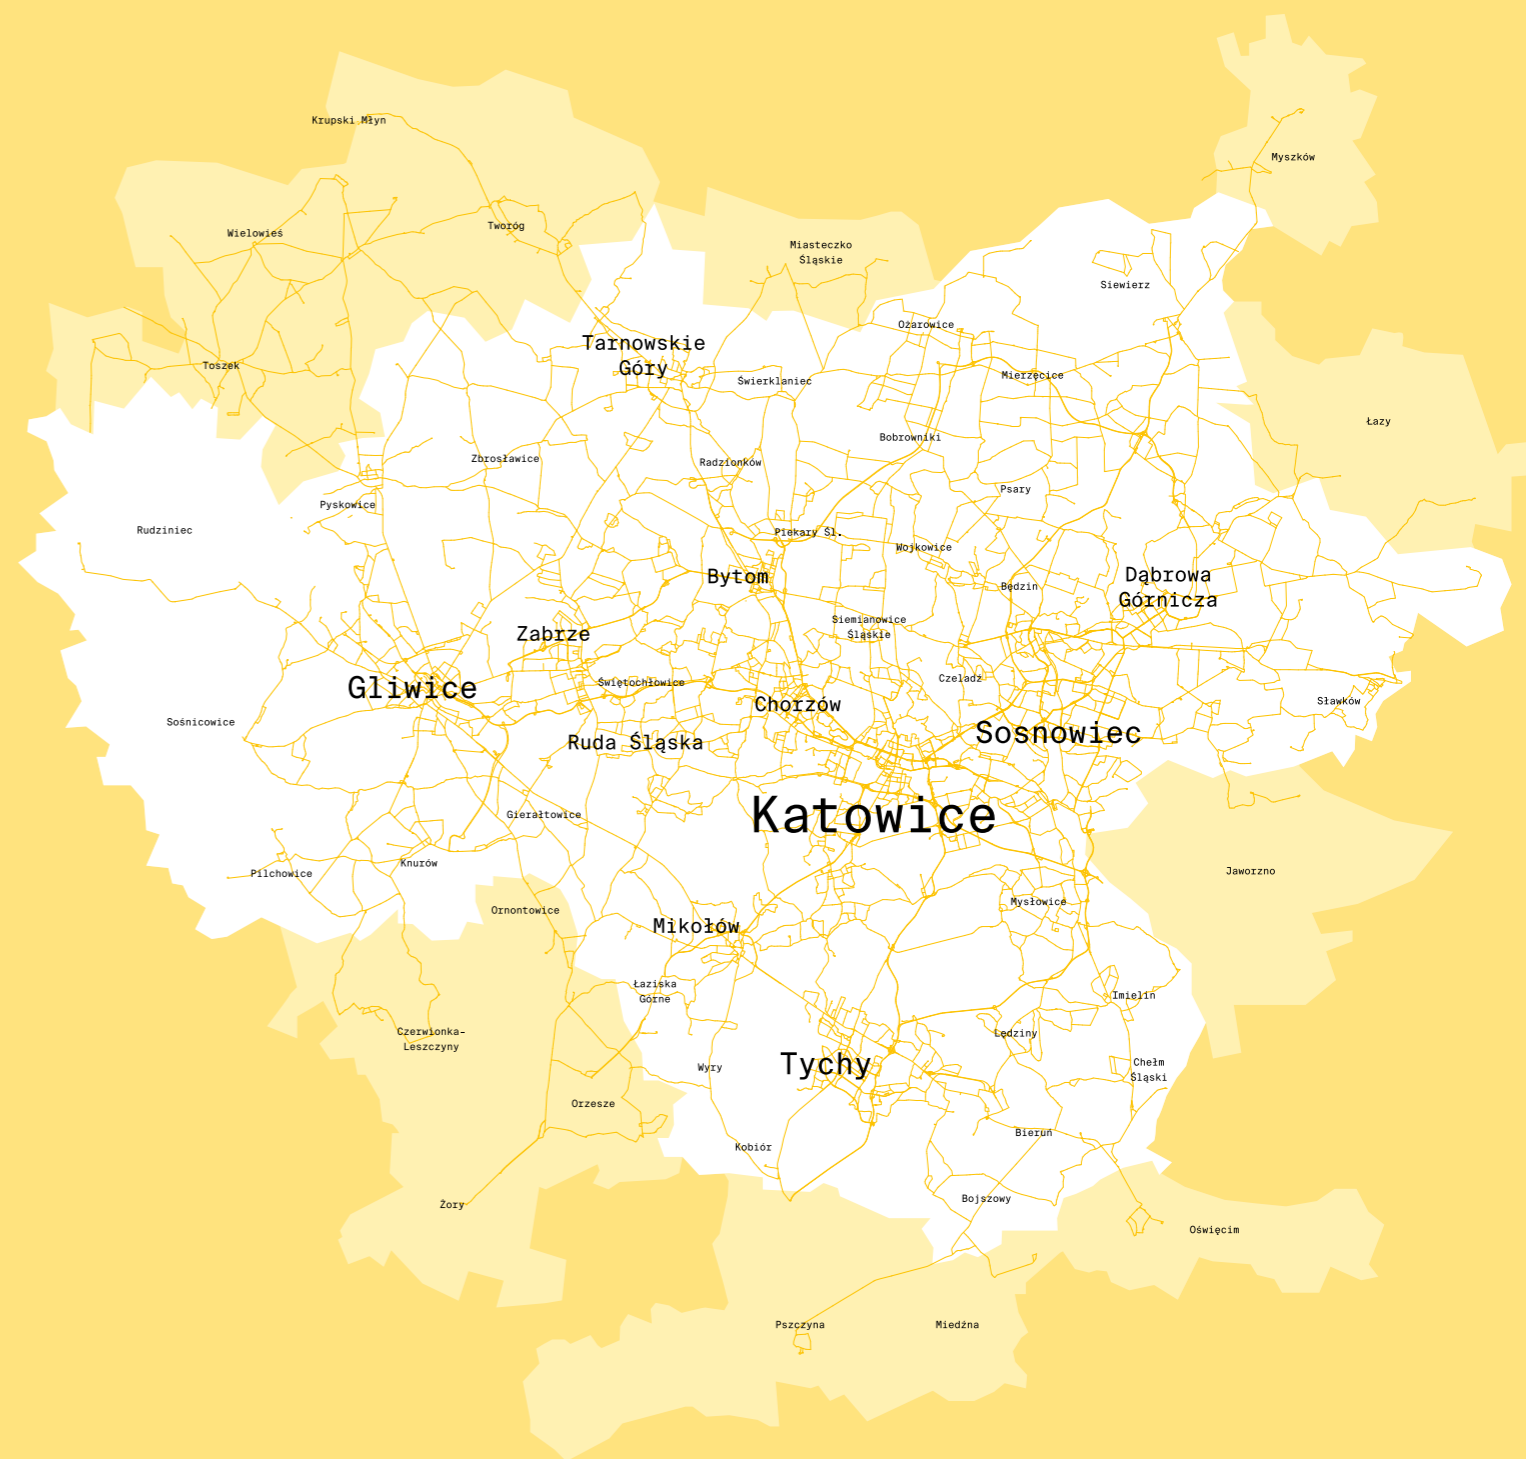 Krupski Młyn
Myszków
Tworóg
Wielowieś
Miasteczko
Śląskie
Siewierz
Ożarowice
Tarnowskie
Góry
Toszek
Świerklaniec
Mierzęcice
Łazy
Bobrowniki
Zbrosławice
Radzionków
Psary
Pyskowice
Rudziniec
Piekary Śl.
Wojkowice
Bytom
Będzin
Dąbrowa
Górnicza
Siemianowice
Śląskie
Zabrze
Świętochłowice
Czeladź
Gliwice
Chorzów
Sławków
Sośnicowice
Sosnowiec
Ruda Śląska
Katowice
Gierałtowice
Knurów
Pilchowice
Jaworzno
Mysłowice
Ornontowice
Mikołów
Łaziska
Górne
Imielin
Czerwionka-
Leszczyny
Lędziny
Tychy
Wyry
Chełm
Śląski
Orzesze
Bieruń
Kobiór
Bojszowy
Żory
Oświęcim
Pszczyna
Miedźna